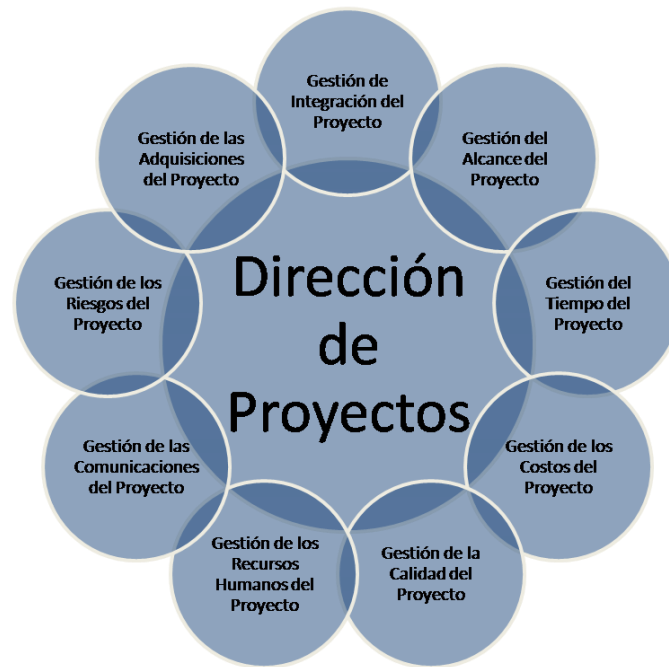 Dirección
de
Proyectos
Gestión de
Integración del
Proyecto
Gestión del
Alcance del
Proyecto
Gestión del
Tiempo del
Proyecto
Gestión de los
Costos del
Proyecto
Gestión de la
Calidad del
Proyecto
Gestión de los
Recursos
Humanos del
Proyecto
Gestión de las
Comunicaciones
del Proyecto
Gestión de los
Riesgos del
Proyecto
Gestión de las
Adquisiciones
del Proyecto